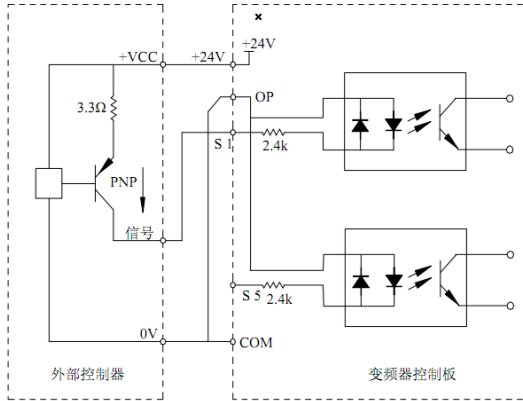 +24V
+VCC
+24V
OP
3.3Ω
S 1
2.4k
PNP
信号
S 5
2.4k
0V
COM
外部控制器
变频器控制板